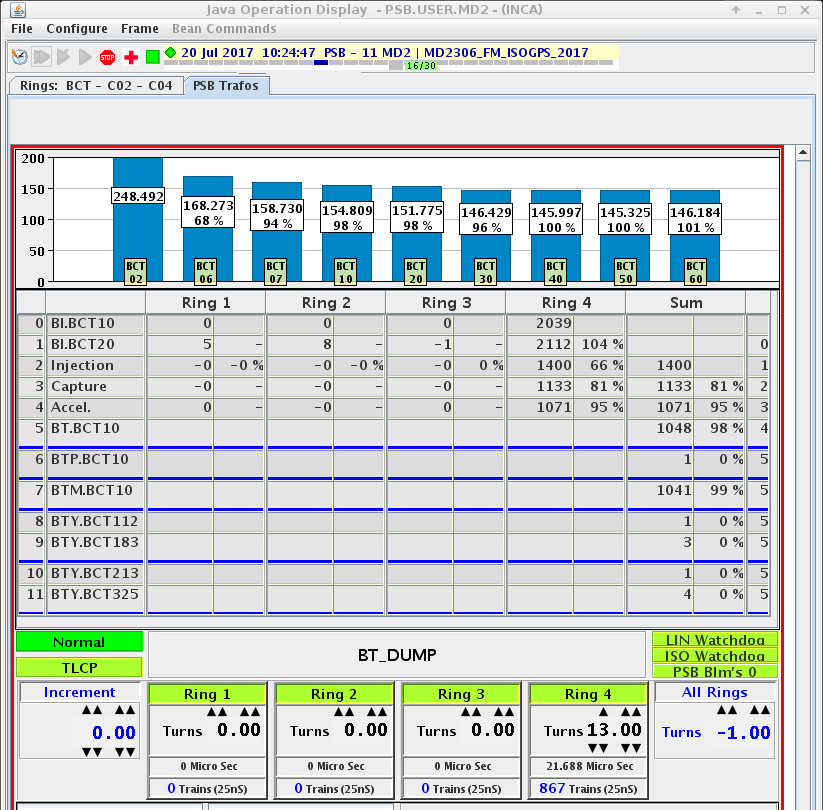 Java Operation Display - PSB.USER.MD2 - (INCA)
File Configure Frame Bean Commands
STOP 20 Jul 2017 10:24:47 PSB - 11 MD2 | MD2306_FM_ISOGPS_2017
16/30
Rings: BCT - C02 - C04 PSB Trafos
200
150
100
50
0
248.492 168.273 158.730 154.809 151.775 146.429 145.997 145.325 146.184
68 % 94 % 98 % 98 % 96 % 100 % 100 % 101 %
BCT BCT BCT BCT BCT BCT BCT BCT BCT
02 06 07 10 20 30 40 50 60
Ring 1 Ring 2 Ring 3 Ring 4 Sum
0 BI.BCT10 0 0 0 2039
1 BI.BCT20 5 - 8 - -1 - 2112 104 % 0
2 Injection -0 -0 % -0 -0 % -0 0 % 1400 66 % 1400 1
3 Capture -0 - -0 - -0 - 1133 81 % 1133 81 % 2
4 Accel. 0 - -0 - 0 - 1071 95 % 1071 95 % 3
5 BT.BCT10 1048 98 % 4
6 BTP.BCT10 1 0 % 5
7 BTM.BCT10 1041 99 % 5
8 BTY.BCT112 1 0 % 5
9 BTY.BCT183 3 0 % 5
10 BTY.BCT213 1 0 % 5
11 BTY.BCT325 4 0 % 5
Normal
TLCP
BT_DUMP
LIN Watchdog
ISO Watchdog
PSB Blm's 0
Increment Ring 1 Ring 2 Ring 3 Ring 4 All Rings
0.00 Turns 0.00 Turns 0.00 Turns 0.00 Turns 13.00 Turns -1.00
0 Micro Sec 0 Micro Sec 0 Micro Sec 21.688 Micro Sec
0 Trains (25nS) 0 Trains (25nS) 0 Trains (25nS) 867 Trains (25nS)